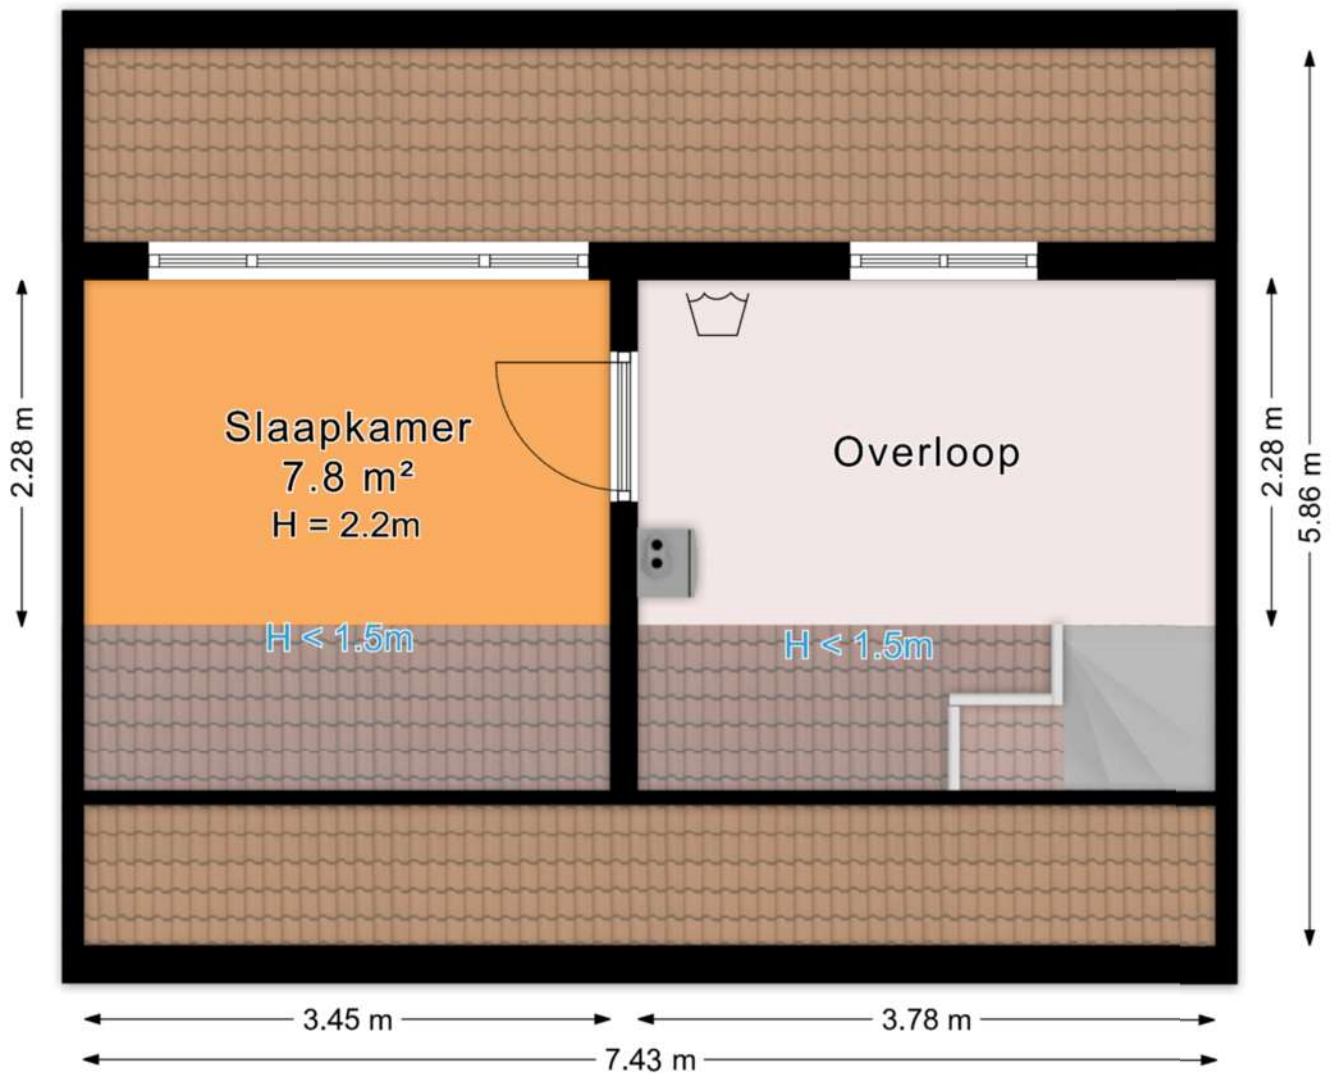 Slaapkamer
7.8 m²
H = 2.2m
Overloop
H < 1.5m
H < 1.5m
2.28 m
2.28 m
5.86 m
3.45 m
3.78 m
7.43 m